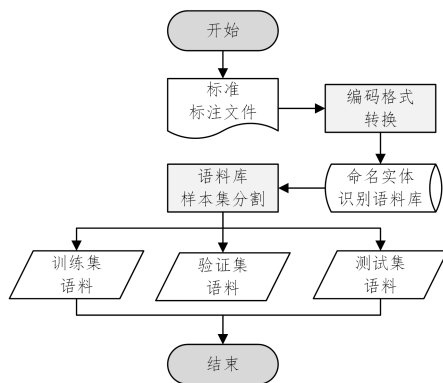 开始
标准
标注文件
编码格式
转换
命名实体
识别语料库
语料库
样本集分割
训练集
语料
验证集
语料
测试集
语料
结束